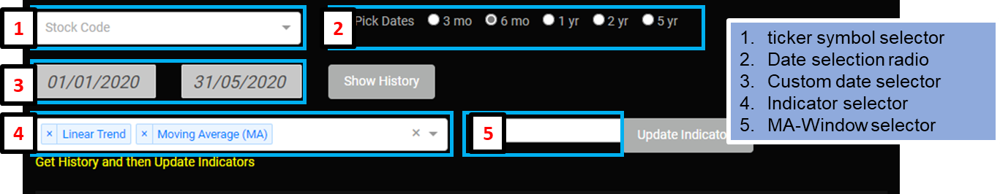 1 Stock Code
2 Pick Dates 3 mo 6 mo 1 yr 2 yr 5 yr
3 01/01/2020 31/05/2020 Show History
4 × Linear Trend × Moving Average (MA) × 5 Update Indicato
Get History and then Update Indicators
1. ticker symbol selector
2. Date selection radio
3. Custom date selector
4. Indicator selector
5. MA-Window selector